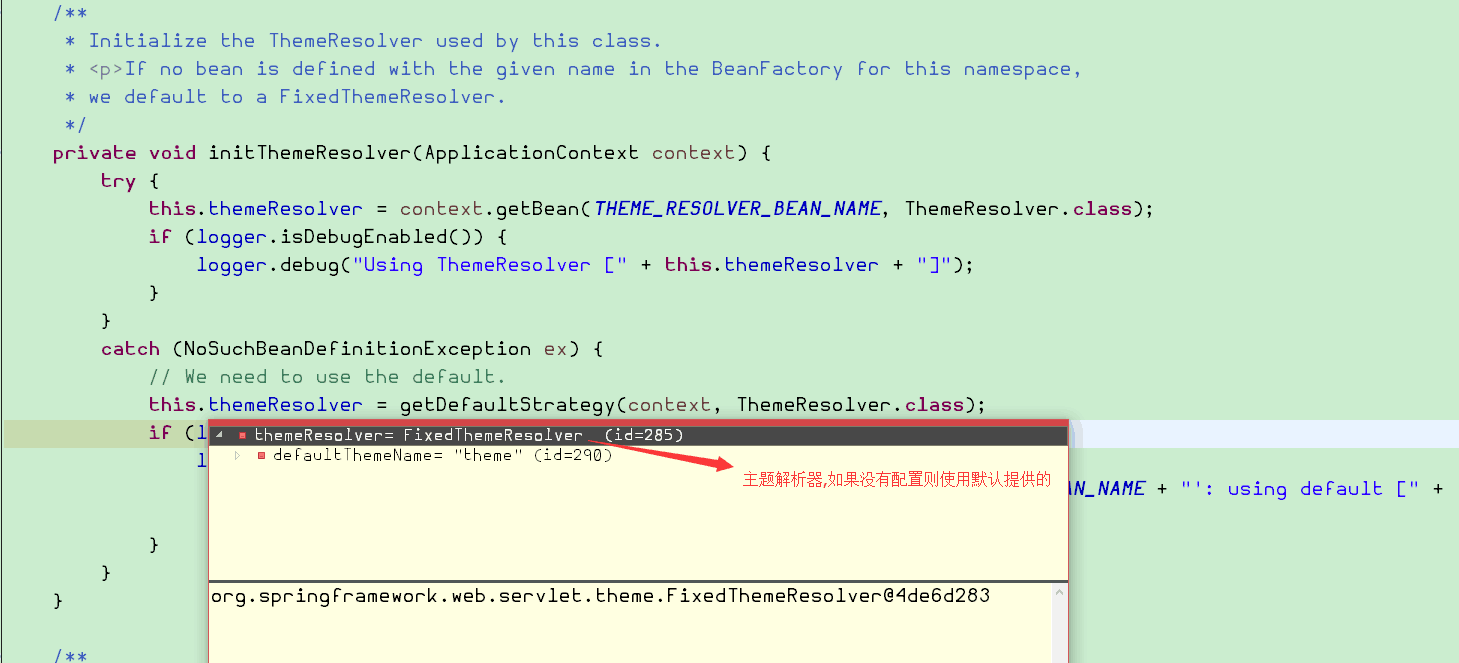 /**
 * Initialize the ThemeResolver used by this class.
 * <p>If no bean is defined with the given name in the BeanFactory for this namespace,
 * we default to a FixedThemeResolver.
 */
private void initThemeResolver(ApplicationContext context) {
try {
this.themeResolver = context.getBean(THEME_RESOLVER_BEAN_NAME, ThemeResolver.class);
if (logger.isDebugEnabled()) {
logger.debug("Using ThemeResolver [" + this.themeResolver + "]");
}
}
catch (NoSuchBeanDefinitionException ex) {
// We need to use the default.
this.themeResolver = getDefaultStrategy(context, ThemeResolver.class);
if (l
themeResolver= FixedThemeResolver (id=285)
l
defaultThemeName= "theme" (id=290)
主题解析器,如果没有配置则使用默认提供的
N_NAME + "': using default [" +
}
}
}
org.springframework.web.servlet.theme.FixedThemeResolver@4de6d283
/**